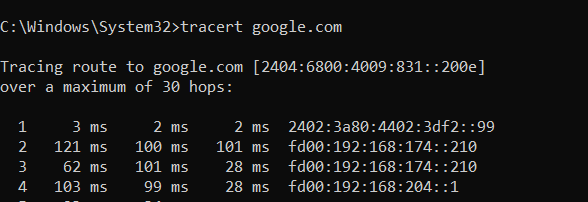 C:\Windows\System32>tracert google.com
Tracing route to google.com [2404:6800:4009:831::200e]
over a maximum of 30 hops:
1 3 ms 2 ms 2 ms 2402:3a80:4402:3df2::99
2 121 ms 100 ms 101 ms fd00:192:168:174::210
3 62 ms 101 ms 28 ms fd00:192:168:174::210
4 103 ms 99 ms 28 ms fd00:192:168:204::1